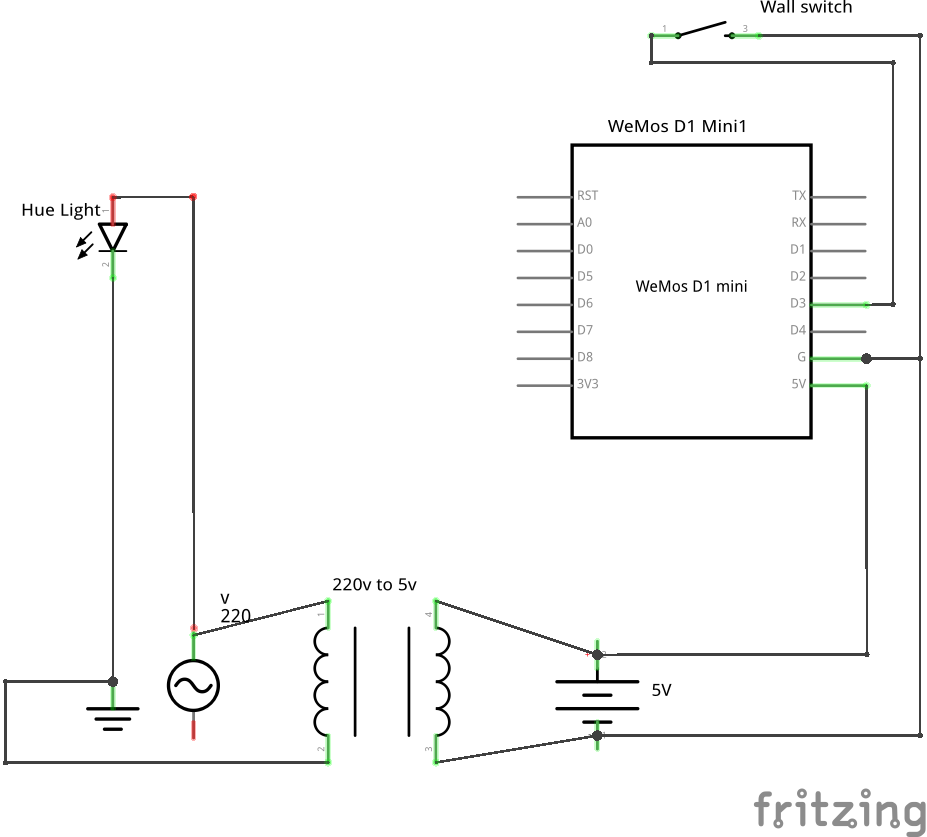 Wall switch
1
3
WeMos D1 Mini1
RST
A0
D0
D5
D6
D7
D8
3V3
WeMos D1 mini
TX
RX
D1
D2
D3
D4
G
5V
Hue Light
1
2
v
220
220v to 5v
1
2
4
3
5V
fritzing